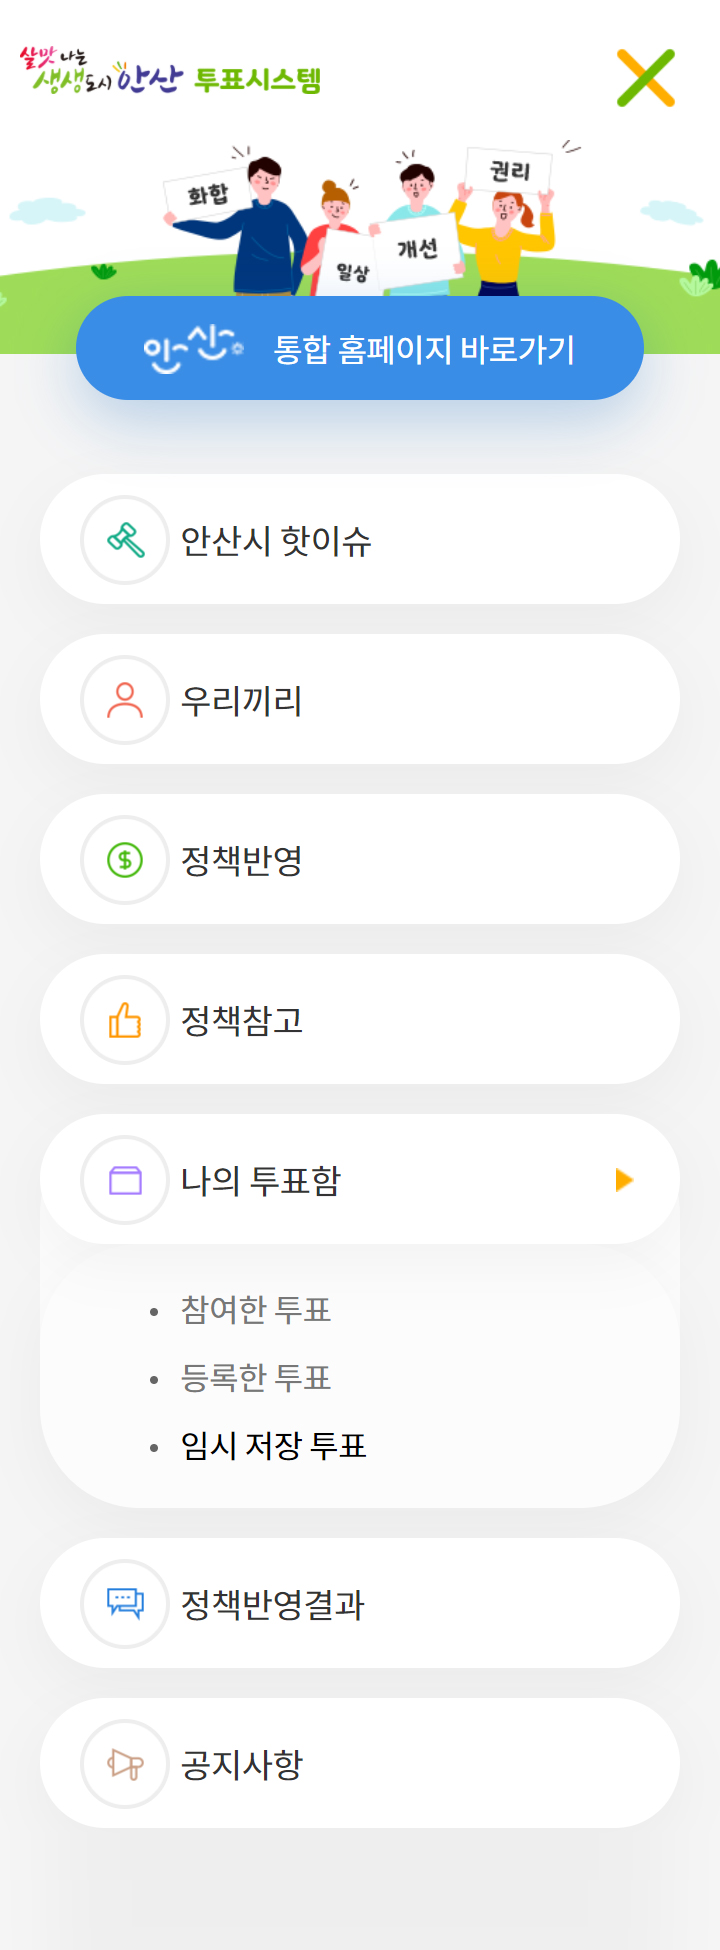 살맛 나는
생생도시 안산 투표시스템
화합
일상
개선
권리
안산 통합 홈페이지 바로가기
안산시 핫이슈
우리끼리
정책반영
정책참고
나의 투표함
참여한 투표
등록한 투표
임시 저장 투표
정책반영결과
공지사항